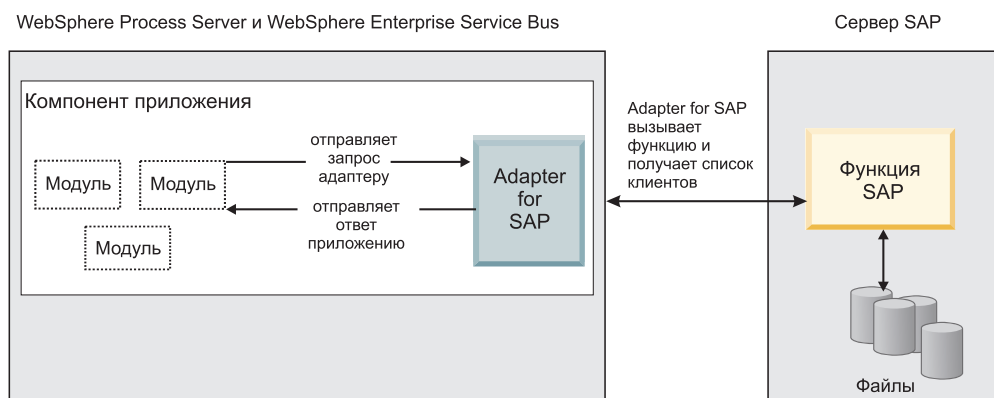 WebSphere Process Server и WebSphere Enterprise Service Bus
Сервер SAP
Компонент приложения
Модуль
Модуль
Модуль
отправляет
запрос
адаптеру
отправляет
ответ
приложению
Adapter
for
SAP
Adapter for SAP
вызывает
функцию и
получает список
клиентов
Функция
SAP
Файлы